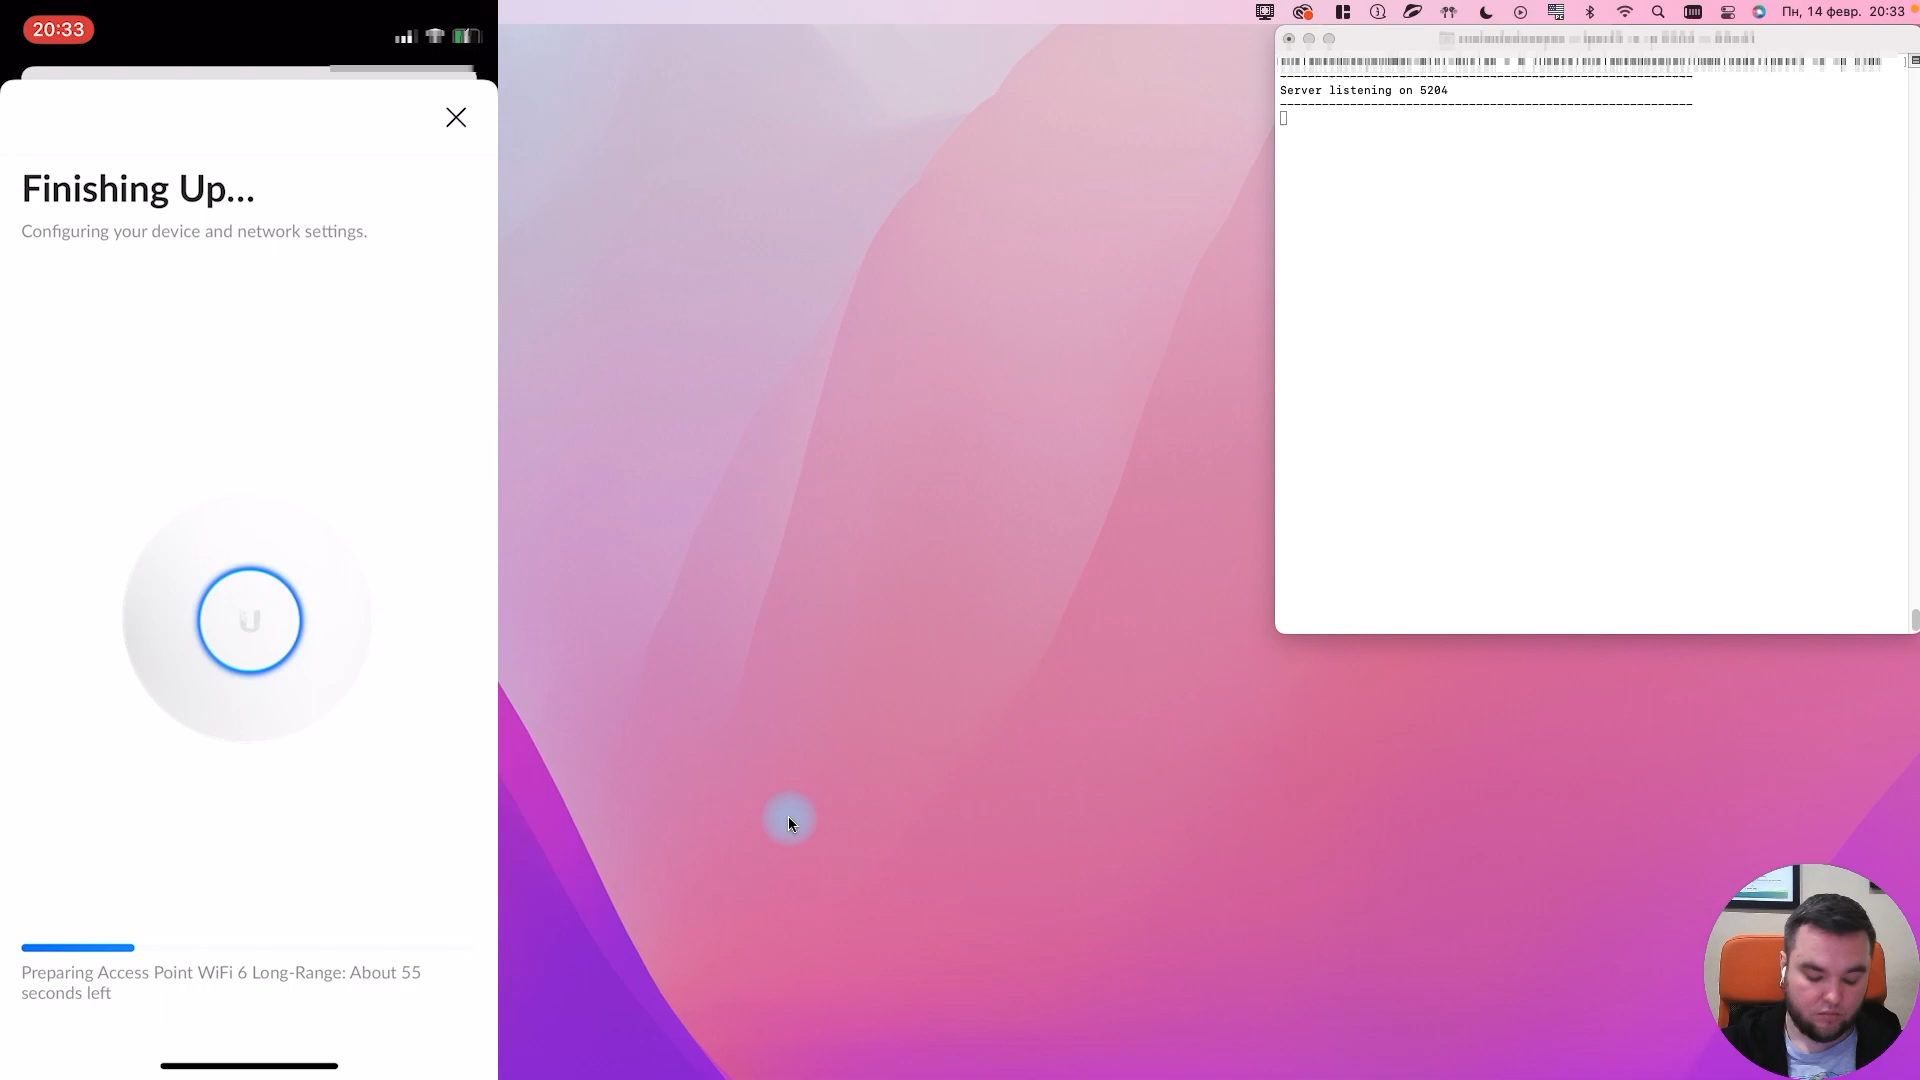 20:33
Finishing Up...
Configuring your device and network settings.
U
Preparing Access Point WiFi 6 Long-Range: About 55
seconds left
Пн, 14 февр. 20:33
Server listening on 5204